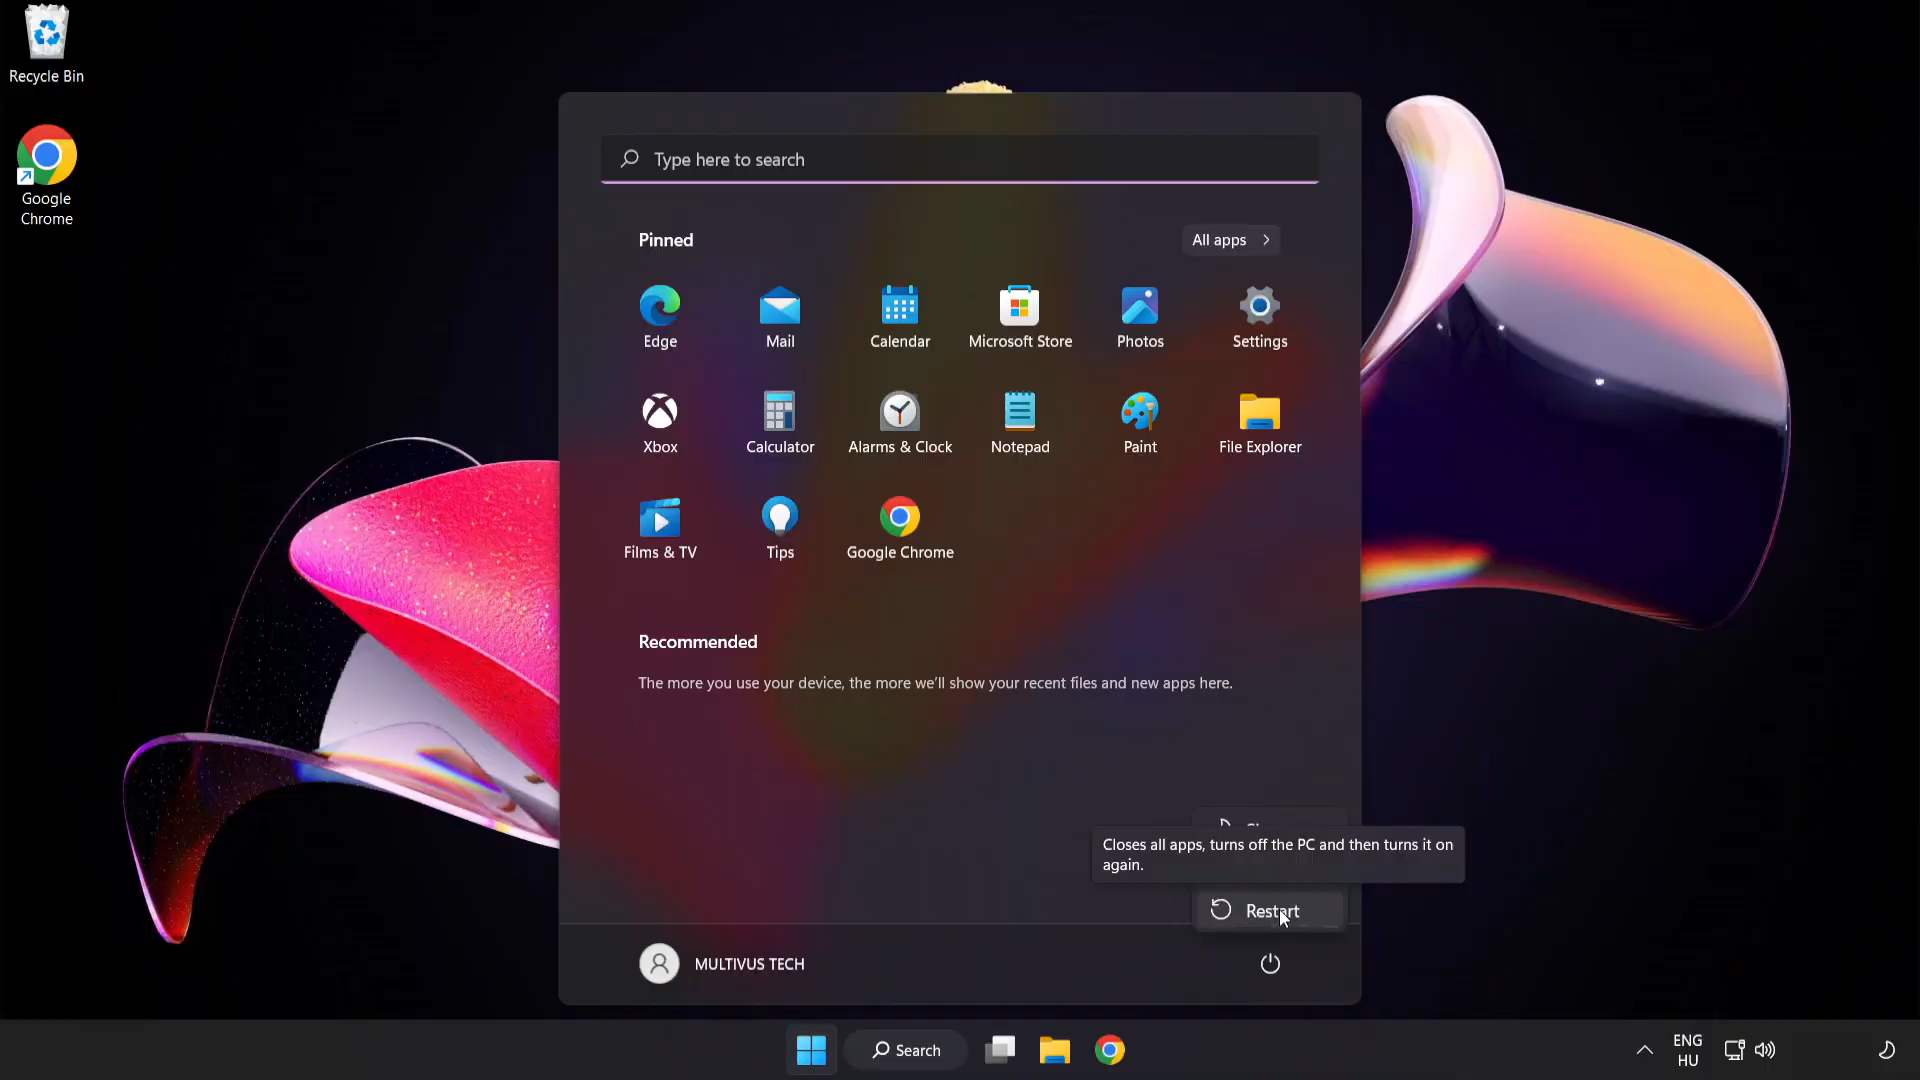 Recycle Bin
Google
Chrome
Type here to search
Pinned
All apps
Edge
Mail
Calendar
Microsoft Store
Photos
Settings
Xbox
Calculator
Alarms & Clock
Notepad
Paint
File Explorer
Films & TV
Tips
Google Chrome
Recommended
The more you use your device, the more we'll show your recent files and new apps here.
Closes all apps, turns off the PC and then turns it on
again.
Restart
MULTIVUS TECH
Search
ENG
HU